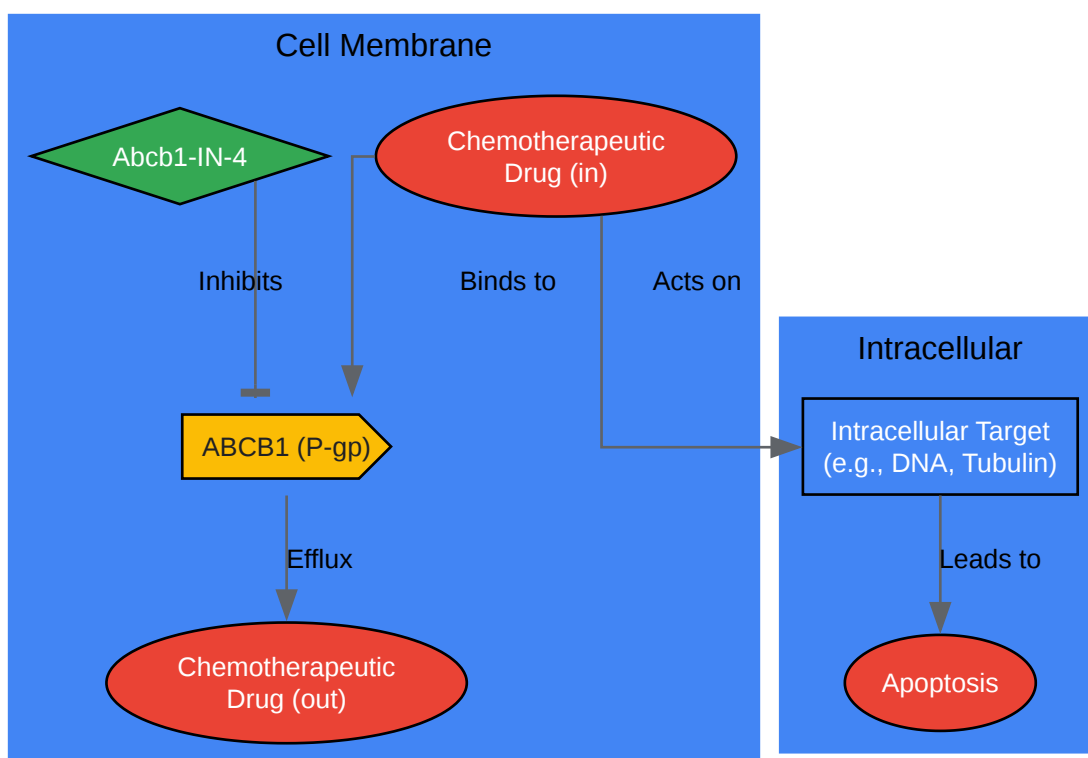 Cell Membrane
Abcb1-IN-4
Chemotherapeutic
Drug (in)
Inhibits
Binds to
Acts on
Intracellular
ABCB1 (P-gp)
Intracellular Target
(e.g., DNA, Tubulin)
Efflux
Leads to
Chemotherapeutic
Drug (out)
Apoptosis